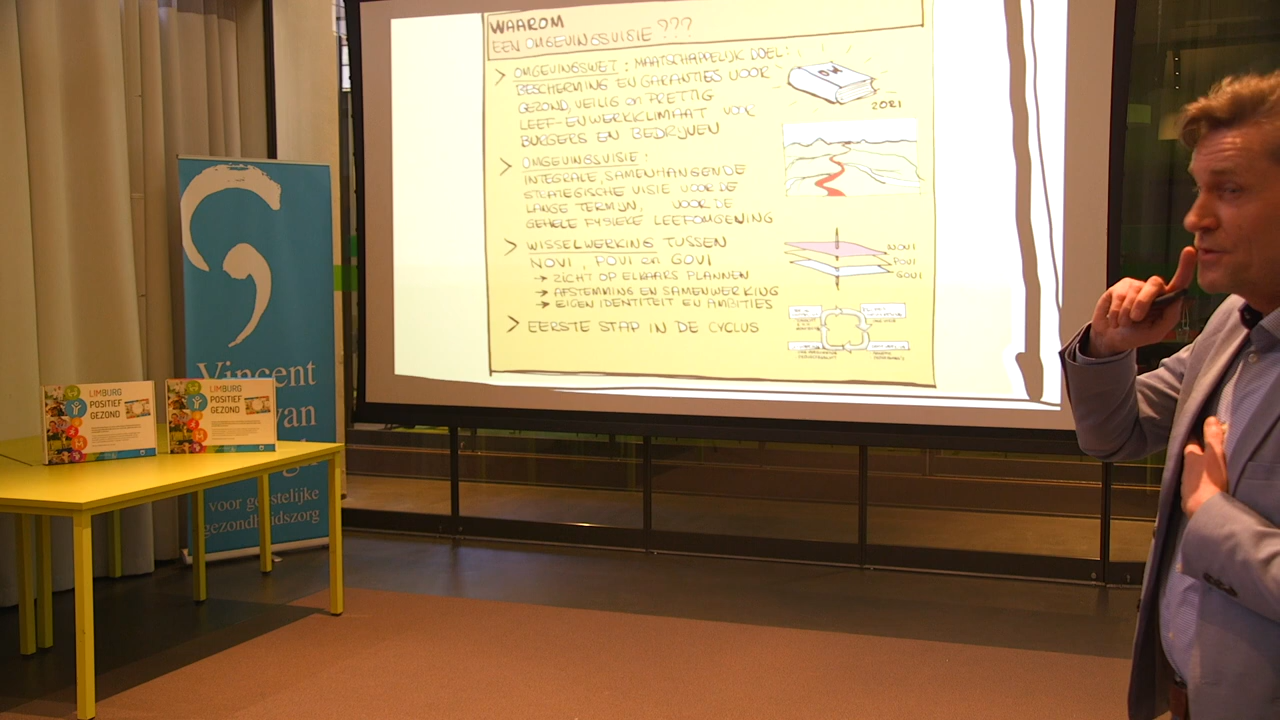 WAAROM
EEN OMGEVINGSVISIE ???
> OMGEVINGSWET : MAATSCHAPPELIJK DOEL:
BESCHERMING EN GARANTIES VOOR
GEZOND, VEILIG en PRETTIG
LEEF- EN WERKKLIMAAT VOOR
BURGERS EN BEDRIJVEN
> OMGEVINGSVISIE :
INTEGRALE, SAMENHANGENDE
STRATEGISCHE VISIE VOOR DE
LANGE TERMIJN, VOOR DE
GEHELE FYSIEKE LEEFOMGEVING
> WISSELWERKING TUSSEN
NOVI, POVI en GOVI
→ ZICHT OP ELKAARS PLANNEN
→ AFSTEMMING EN SAMENWERKING
→ EIGEN IDENTITEIT EN AMBITIES
> EERSTE STAP IN DE CYCLUS
OW
2021
NOVI
POVI
GOVI
Vincent
van
voor geestelijke
gezondheidszorg
LIMBURG
POSITIEF
GEZOND
LIMBURG
POSITIEF
GEZOND